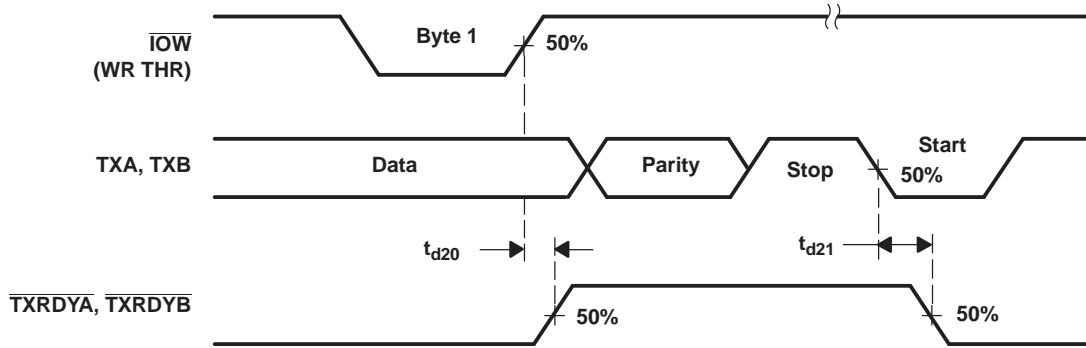 IOW
(WR THR)
Byte 1
50%
TXA, TXB
Data
Parity
Stop
Start
50%
td20
td21
TXRDYA, TXRDYB
50%
50%